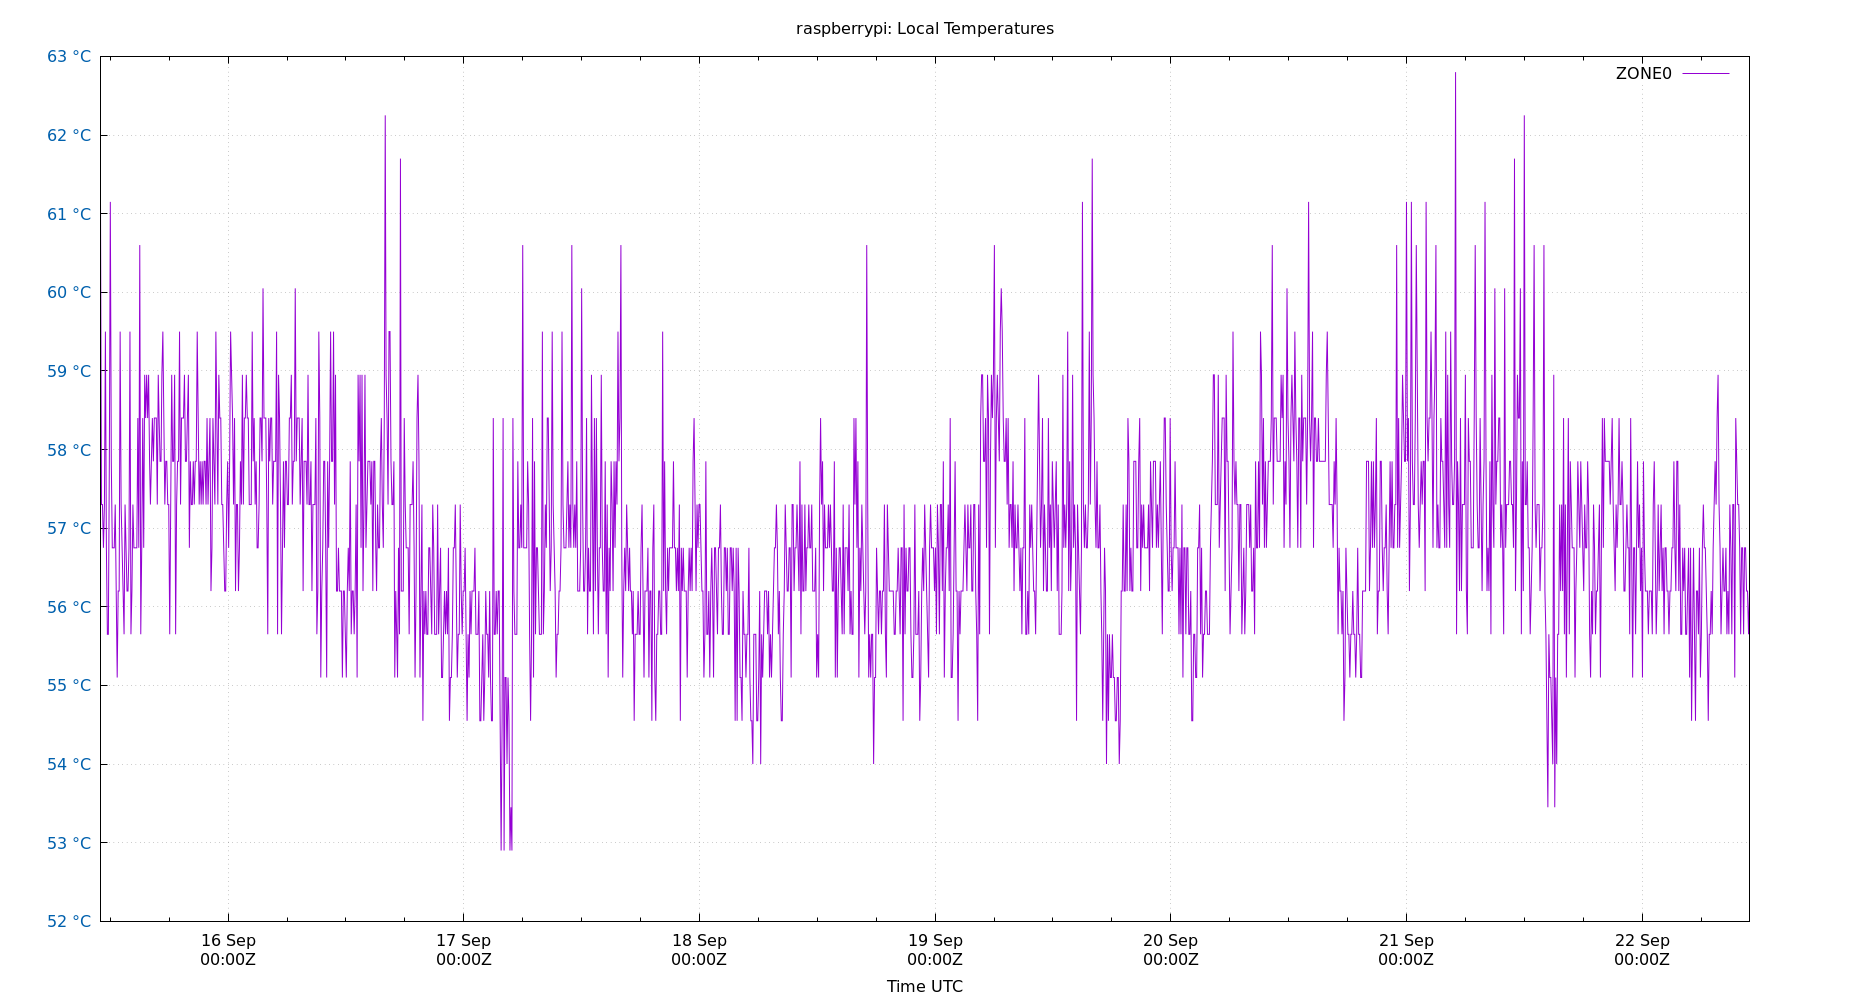 raspberrypi: Local Temperatures
63 °C
ZONE0
62 °C
61 °C
60 °C
59 °C
58 °C
57 °C
56 °C
55 °C
54 °C
53 °C
52 °C
16 Sep 17 Sep 18 Sep 19 Sep 20 Sep 21 Sep 22 Sep
00:00Z 00:00Z 00:00Z 00:00Z 00:00Z 00:00Z 00:00Z
Time UTC